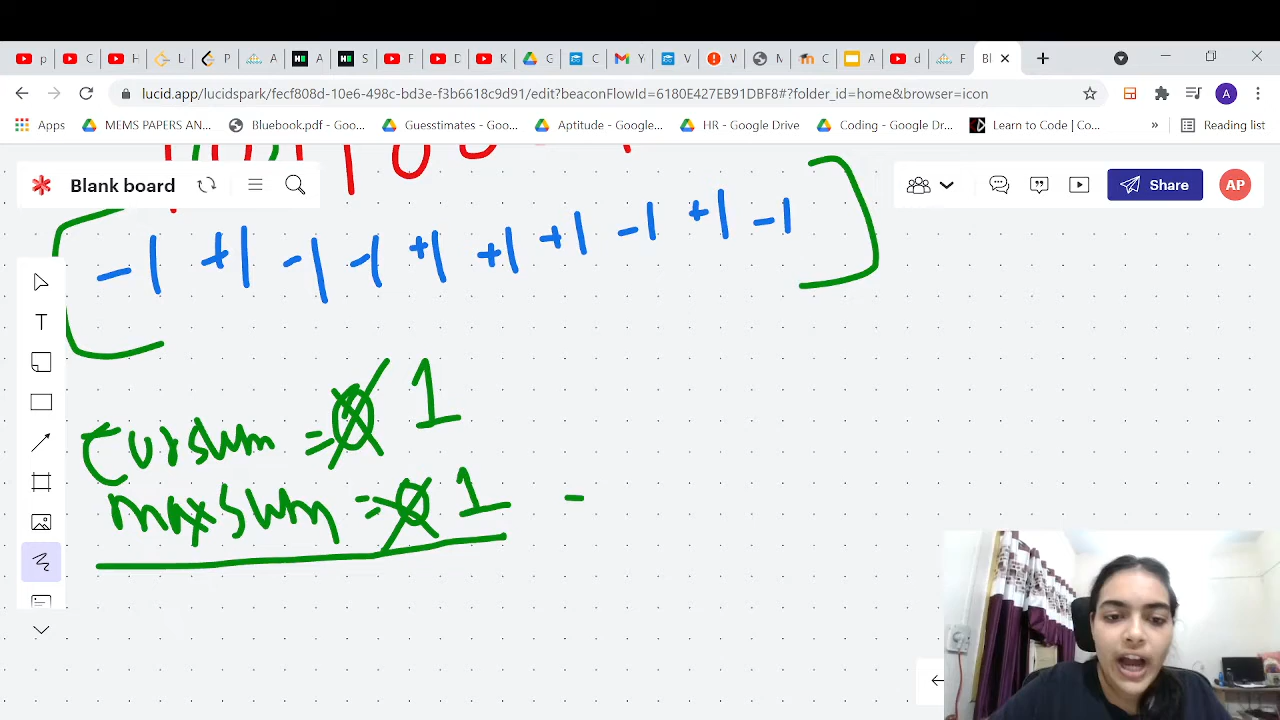 p C H L P A A S F D K G C Y V W M C A d F Bl
lucid.app/lucidspark/fecf808d-10e6-498c-bd3e-f3b6618c9d91/edit?beaconFlowId=6180E427EB91DBF8#?folder_id=home&browser=icon A
Apps MEMS PAPERS AN... Bluebook.pdf - Goo... Guesstimates - Goo... Aptitude - Google... HR - Google Drive Coding - Google Dr... Learn to Code | Co... » Reading list
Blank board Share AP
-1 +1 -1 -1 +1 +1 +1 -1 +1 -1
cursum = 0 1
maxsum = 0 1 -